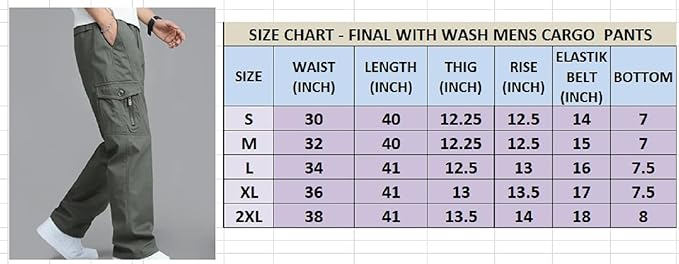 SIZE CHART - FINAL WITH WASH MENS CARGO PANTS
SIZE WAIST (INCH) LENGTH (INCH) THIG (INCH) RISE (INCH) ELASTIK BELT (INCH) BOTTOM
S 30 40 12.25 12.5 14 7
M 32 40 12.25 12.5 15 7
L 34 41 12.5 13 16 7.5
XL 36 41 13 13.5 17 7.5
2XL 38 41 13.5 14 18 8